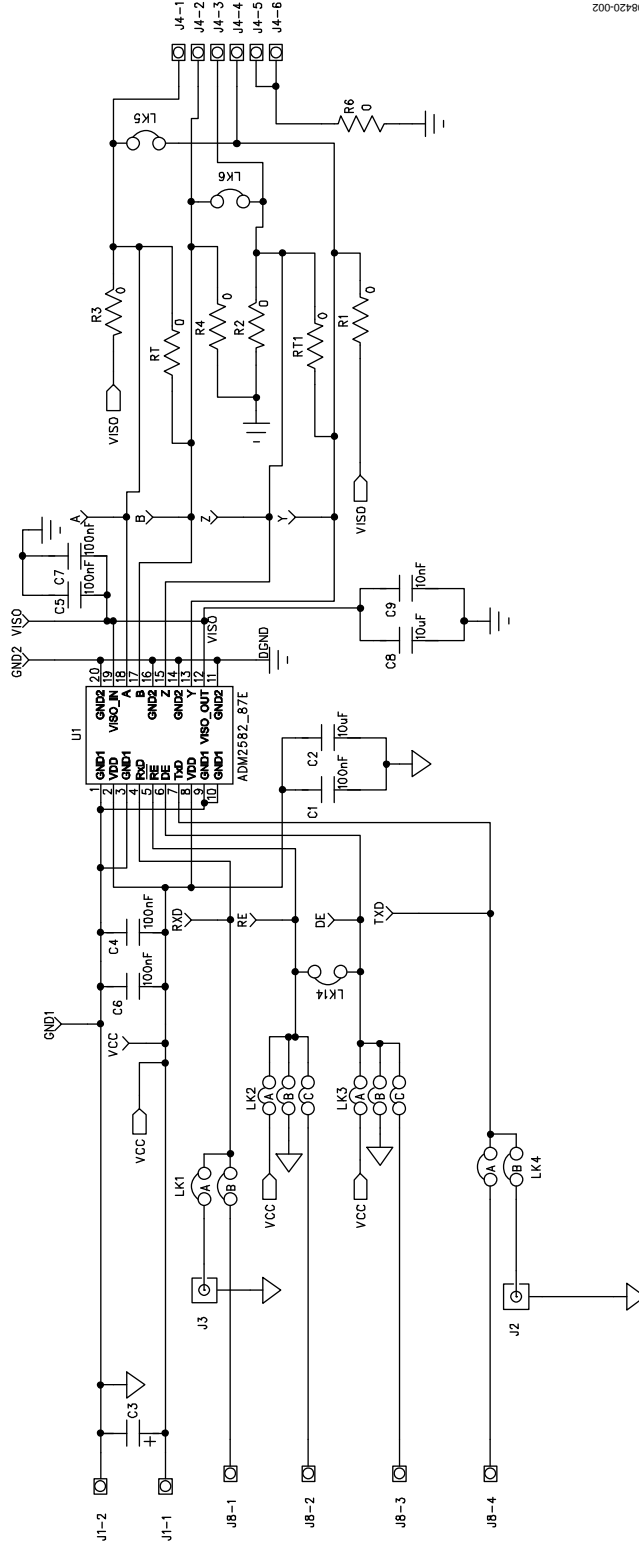 08420-002
J4-1
J4-2
J4-3
J4-4
J4-5
J4-6
LK5
LK6
R6
0
R3
0
RT
0
R4
0
R2
0
RT1
0
R1
0
VISO
VISO
A
B
Z
Y
C7
100nF
C5
100nF
VISO
GND2
VISO
DGND
C9
10nF
C8
10uF
U1
ADM2582_87E
20
GND2
19
VISO_IN
18
A
17
B
16
GND2
15
Z
14
GND2
13
Y
12
VISO_OUT
11
GND2
1
GND1
2
VDD
3
GND1
4
RxD
5
RE
6
DE
7
TxD
8
VDD
9
GND1
10
GND1
C2
10uF
C1
100nF
C4
100nF
C6
100nF
GND1
VCC
VCC
RXD
RE
DE
TXD
LK14
LK1
A
B
LK2
A
B
C
VCC
LK3
A
B
C
VCC
LK4
A
B
J3
J2
C3
+
J1-2
J1-1
J8-1
J8-2
J8-3
J8-4